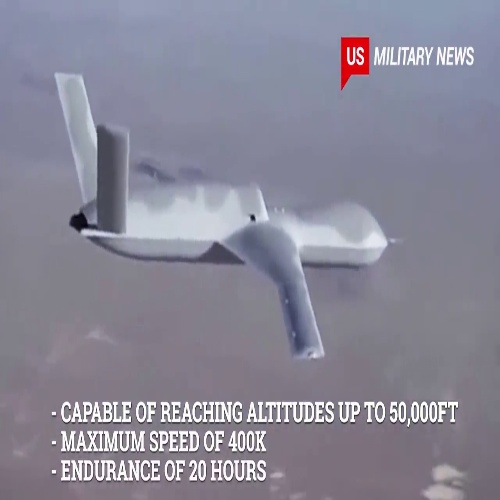 US MILITARY NEWS
- CAPABLE OF REACHING ALTITUDES UP TO 50,000FT
- MAXIMUM SPEED OF 400K
- ENDURANCE OF 20 HOURS